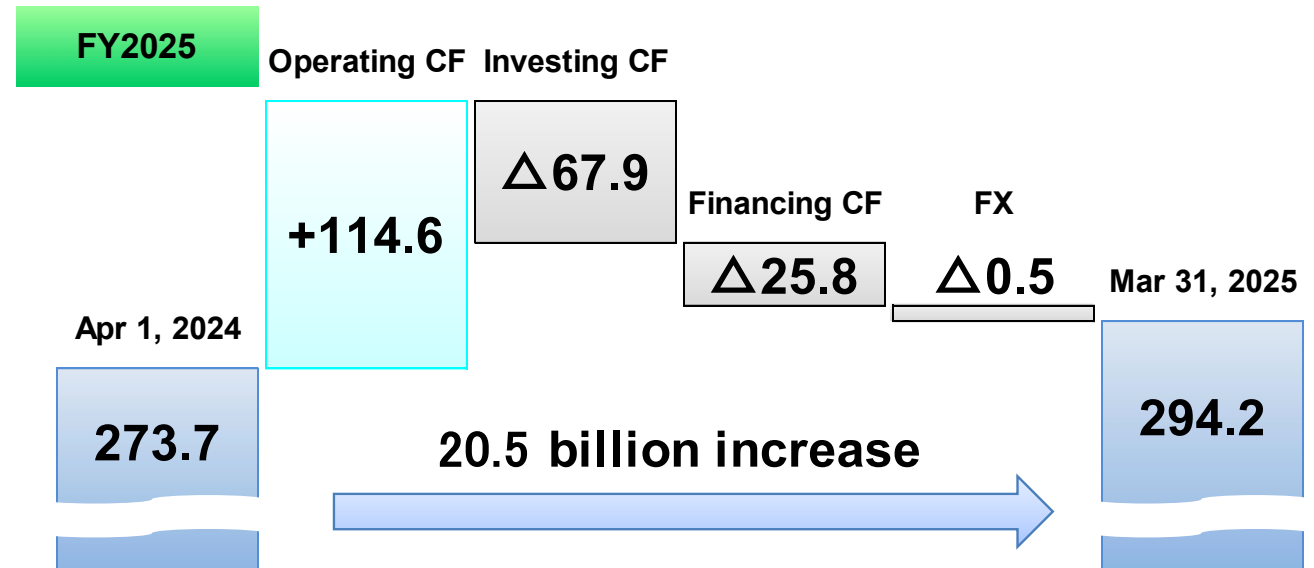 FY2025
Operating CF
Investing CF
+114.6
△67.9
Financing CF
FX
△25.8
△0.5
Apr 1, 2024
Mar 31, 2025
273.7
294.2
20.5 billion increase